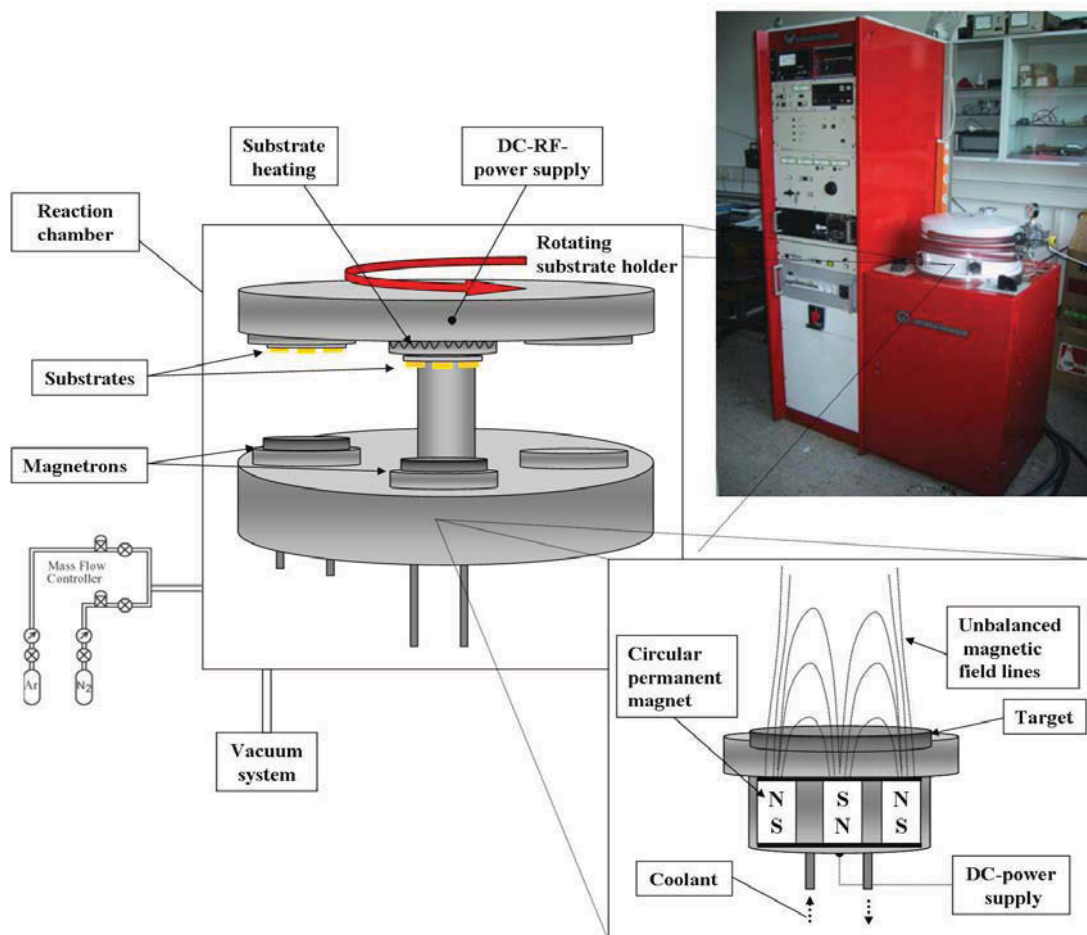 Substrate
heating
DC-RF-
power supply
Reaction
chamber
Rotating
substrate holder
Substrates
Magnetrons
Mass Flow
Controller
Ar
N2
Vacuum
system
Circular
permanent
magnet
Unbalanced
magnetic
field lines
Target
N S N
S N S
Coolant
DC-power
supply